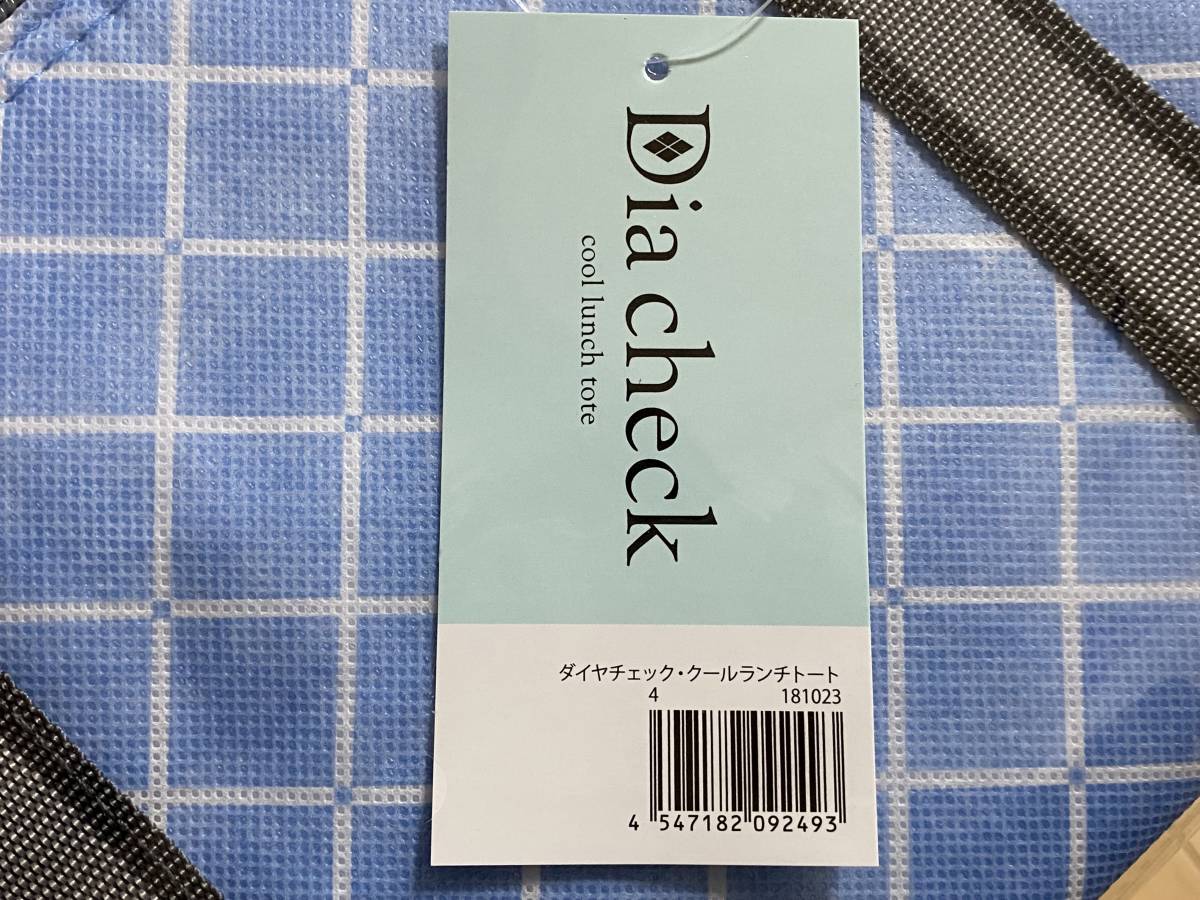 Dia check
cool lunch tote
ダイヤチェック・クールランチトート
4 181023
4 547182 092493